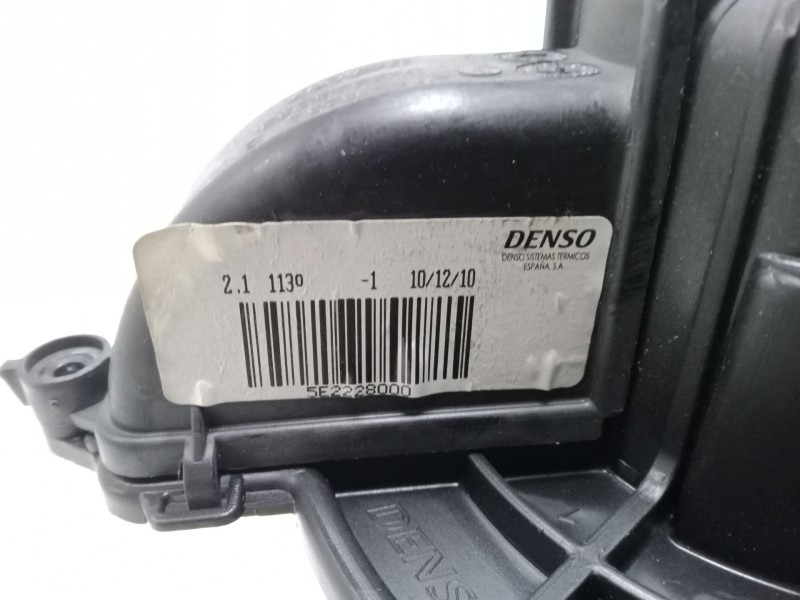 DENSO
DENSO SISTEMAS TERMICOS
ESPAÑA, S.A.
2.1 113º -1 10/12/10
5E2228000
DENSO